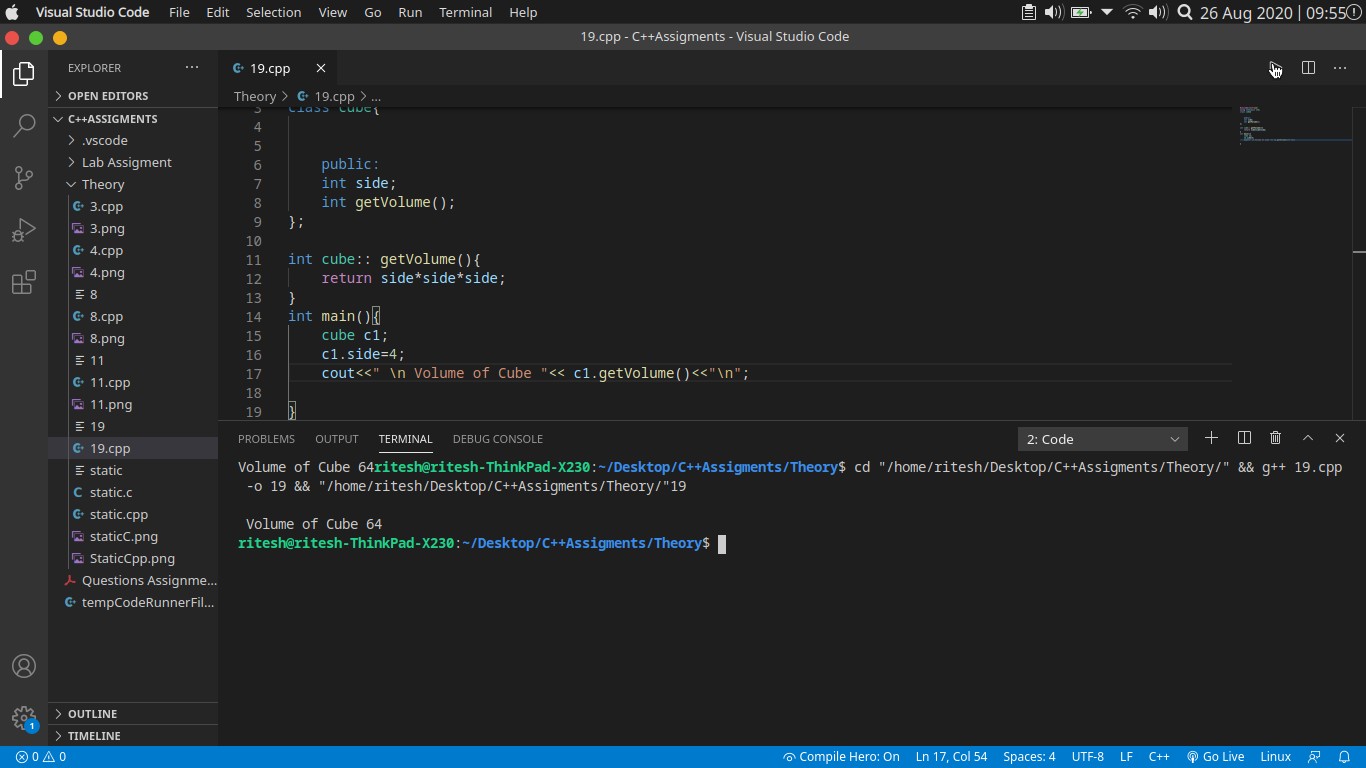 Visual Studio Code File Edit Selection View Go Run Terminal Help 26 Aug 2020 | 09:55
19.cpp - C++Assigments - Visual Studio Code
EXPLORER
OPEN EDITORS
C++ASSIGMENTS
.vscode
Lab Assigment
Theory
3.cpp
3.png
4.cpp
4.png
8
8.cpp
8.png
11
11.cpp
11.png
19
19.cpp
static
static.c
static.cpp
staticC.png
StaticCpp.png
Questions Assignme...
tempCodeRunnerFil...
OUTLINE
TIMELINE
1
19.cpp
Theory > 19.cpp > ...
3 class cube{
4
5
6 public:
7 int side;
8 int getVolume();
9 };
10
11 int cube:: getVolume(){
12 return side*side*side;
13 }
14 int main(){
15 cube c1;
16 c1.side=4;
17 cout<<" \n Volume of Cube "<< c1.getVolume()<<"\n";
18
19 }
PROBLEMS OUTPUT TERMINAL DEBUG CONSOLE 2: Code
Volume of Cube 64ritesh@ritesh-ThinkPad-X230:~/Desktop/C++Assigments/Theory$ cd "/home/ritesh/Desktop/C++Assigments/Theory/" && g++ 19.cpp
-o 19 && "/home/ritesh/Desktop/C++Assigments/Theory/"19
Volume of Cube 64
ritesh@ritesh-ThinkPad-X230:~/Desktop/C++Assigments/Theory$
0 0 Compile Hero: On Ln 17, Col 54 Spaces: 4 UTF-8 LF C++ Go Live Linux